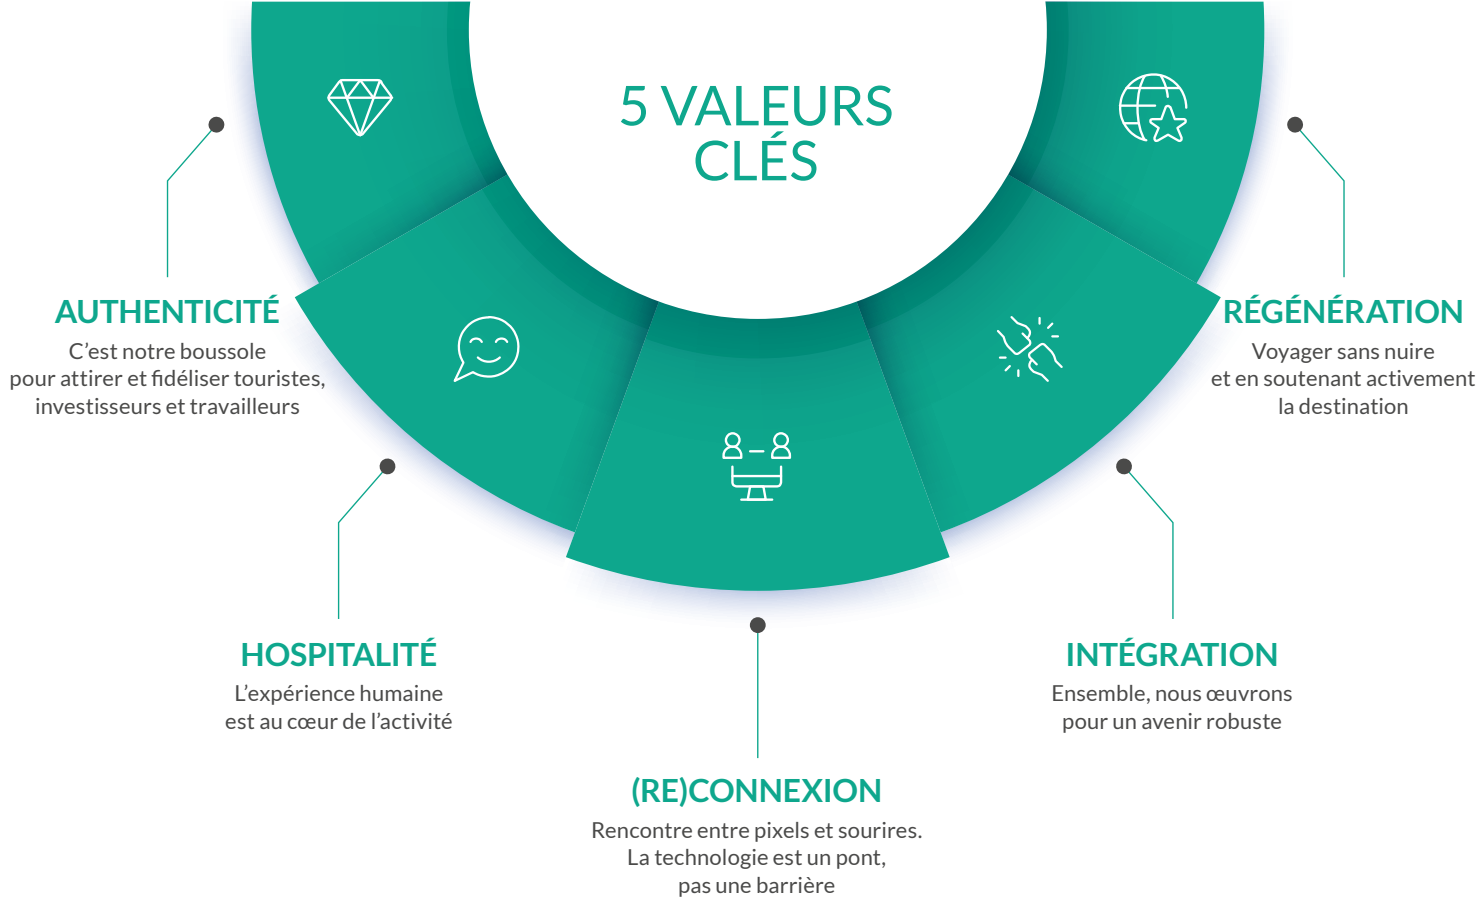 5 VALEURS
CLÉS
AUTHENTICITÉ
C’est notre boussole
pour attirer et fidéliser touristes,
investisseurs et travailleurs
HOSPITALITÉ
L’expérience humaine
est au cœur de l’activité
(RE)CONNEXION
Rencontre entre pixels et sourires.
La technologie est un pont,
pas une barrière
INTÉGRATION
Ensemble, nous œuvrons
pour un avenir robuste
RÉGÉNÉRATION
Voyager sans nuire
et en soutenant activement
la destination